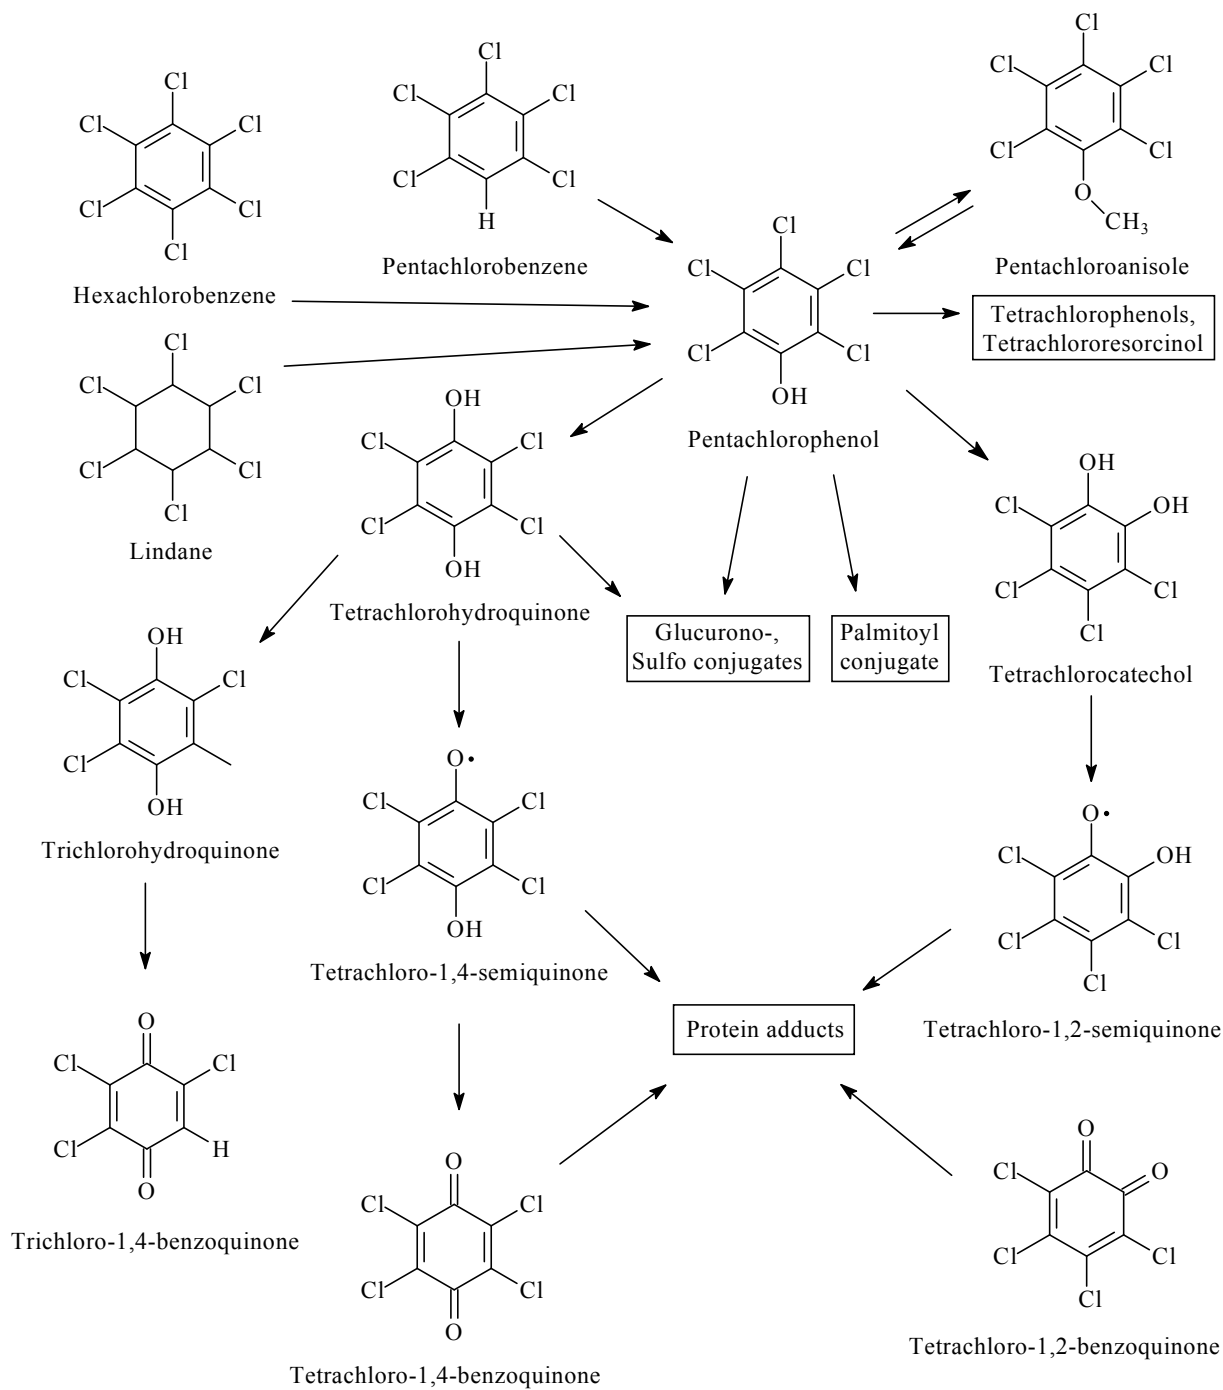 Cl
Cl
Cl
Cl
Cl
Cl
Hexachlorobenzene
Cl
Cl
Cl
Cl
Cl
H
Pentachlorobenzene
Cl
Cl
Cl
Cl
Cl
O
CH3
Pentachloroanisole
Cl
Cl
Cl
Cl
Cl
OH
Pentachlorophenol
Tetrachlorophenols,
Tetrachlororesorcinol
Cl
Cl
Cl
Cl
Cl
Cl
Lindane
OH
Cl
Cl
Cl
Cl
OH
Tetrachlorohydroquinone
Glucurono-,
Sulfo conjugates
Palmitoyl
conjugate
OH
OH
Cl
Cl
Cl
Cl
Tetrachlorocatechol
OH
Cl
Cl
Cl
OH
Trichlorohydroquinone
O•
Cl
Cl
Cl
Cl
OH
Tetrachloro-1,4-semiquinone
O•
OH
Cl
Cl
Cl
Cl
Tetrachloro-1,2-semiquinone
Protein adducts
O
Cl
Cl
Cl
H
O
Trichloro-1,4-benzoquinone
O
Cl
Cl
Cl
Cl
O
Tetrachloro-1,4-benzoquinone
O
O
Cl
Cl
Cl
Cl
Tetrachloro-1,2-benzoquinone